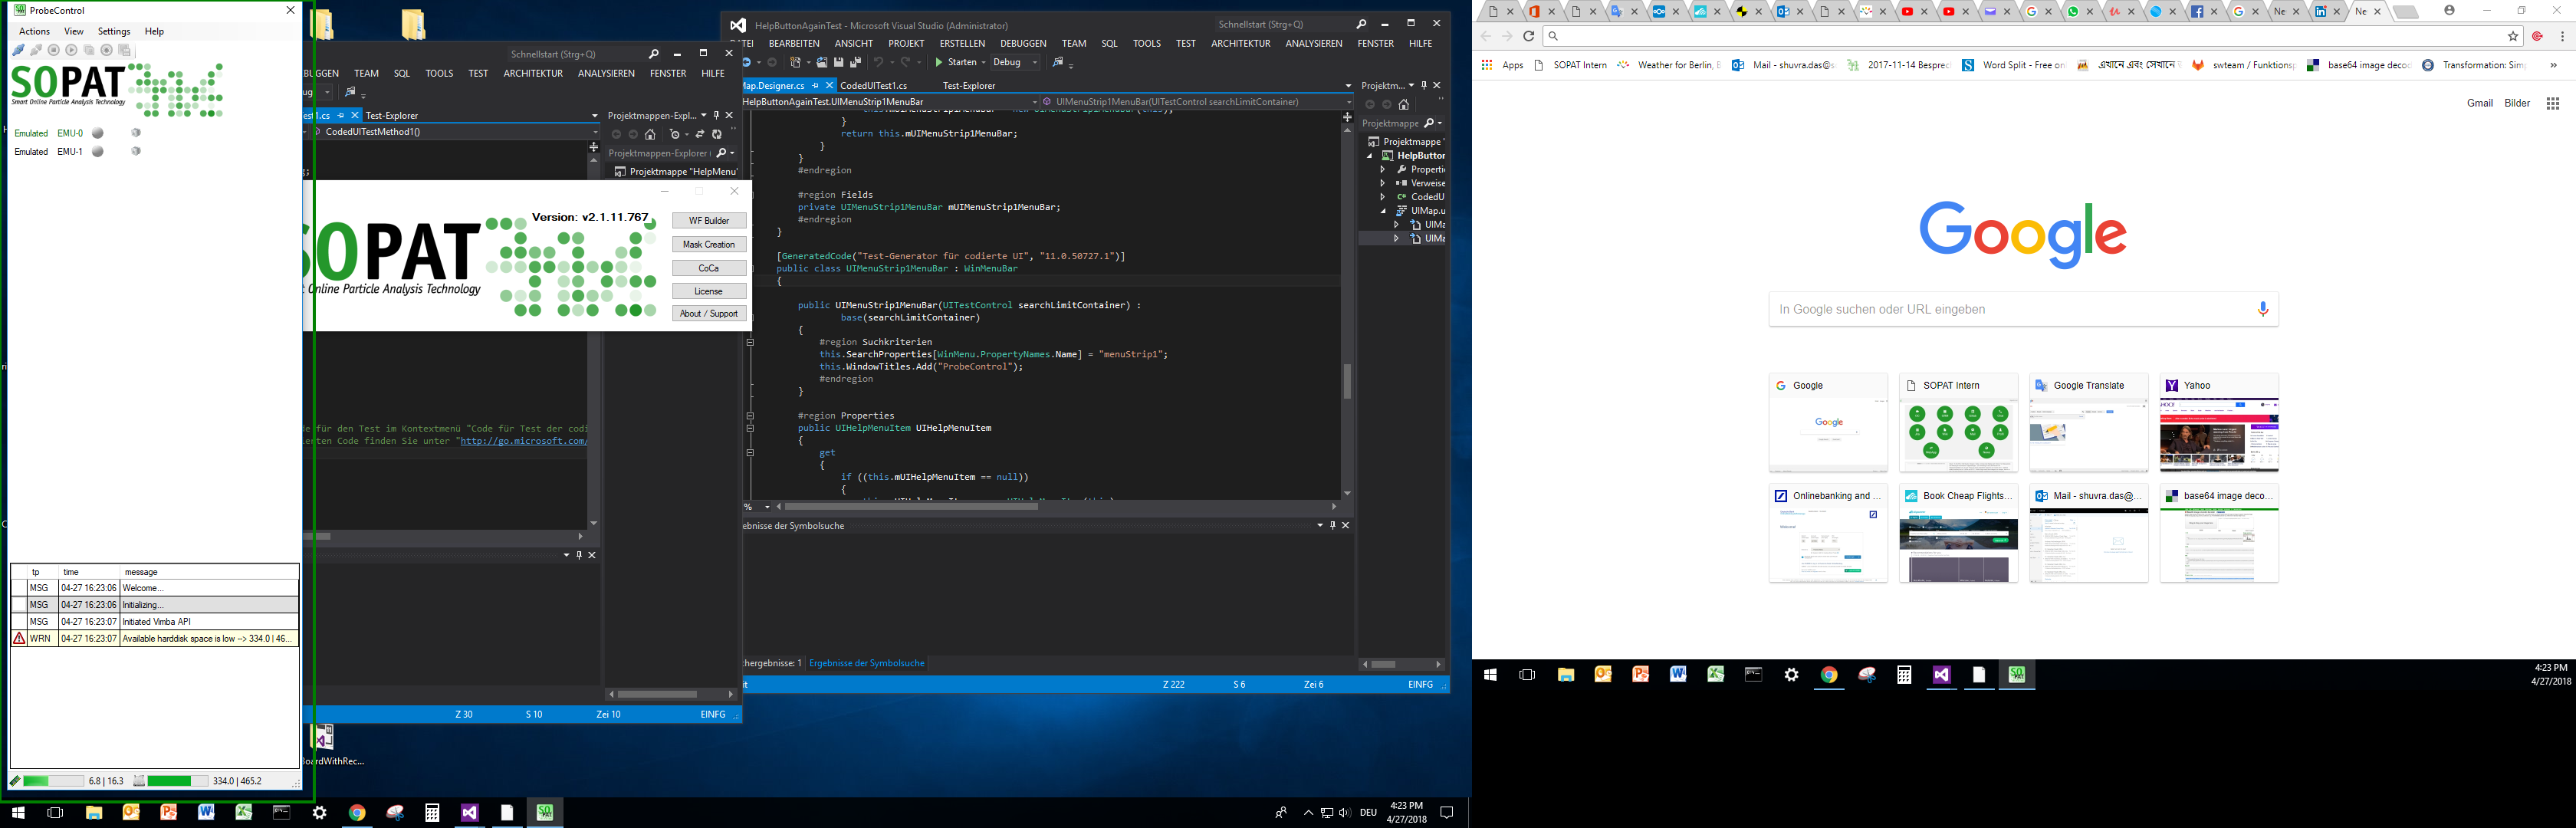 ProbeControl
Actions View Settings Help
SOPAT
Smart Online Particle Analysis Technology
Emulated EMU-0
Emulated EMU-1
tp time message
MSG 04-27 16:23:06 Welcome...
MSG 04-27 16:23:06 Initializing...
MSG 04-27 16:23:07 Initiated Vimba API
WRN 04-27 16:23:07 Available harddisk space is low --> 334.0 | 46...
6.8 | 16.3 334.0 | 465.2
Schnellstart (Strg+Q)
BUGGEN TEAM SQL TOOLS TEST ARCHITEKTUR ANALYSIEREN FENSTER HILFE
Test-Explorer
CodedUITestMethod1()
Projektmappen-Expl...
Projektmappen-Explorer
Projektmappe "HelpMenu"
Version: v2.1.11.767
SOPAT
Online Particle Analysis Technology
WF Builder
Mask Creation
CoCa
License
About / Support
de für den Test im Kontextmenü "Code für Test der codi
erten Code finden Sie unter "http://go.microsoft.com/
Z 30 S 10 Zei 10 EINFG
oardWithRec...
HelpButtonAgainTest - Microsoft Visual Studio (Administrator)
Schnellstart (Strg+Q)
DATEI BEARBEITEN ANSICHT PROJEKT ERSTELLEN DEBUGGEN TEAM SQL TOOLS TEST ARCHITEKTUR ANALYSIEREN FENSTER HILFE
Starten Debug
Map.Designer.cs CodedUITest1.cs Test-Explorer
HelpButtonAgainTest.UIMenuStrip1MenuBar UIMenuStrip1MenuBar(UITestControl searchLimitContainer)
}
return this.mUIMenuStrip1MenuBar;
}
}
#endregion
#region Fields
private UIMenuStrip1MenuBar mUIMenuStrip1MenuBar;
#endregion
}
[GeneratedCode("Test-Generator für codierte UI", "11.0.50727.1")]
public class UIMenuStrip1MenuBar : WinMenuBar
{
public UIMenuStrip1MenuBar(UITestControl searchLimitContainer) :
base(searchLimitContainer)
{
#region Suchkriterien
this.SearchProperties[WinMenu.PropertyNames.Name] = "menuStrip1";
this.WindowTitles.Add("ProbeControl");
#endregion
}
#region Properties
public UIHelpMenuItem UIHelpMenuItem
{
get
{
if ((this.mUIHelpMenuItem == null))
{
%
ebnisse der Symbolsuche
hergebnisse: 1 Ergebnisse der Symbolsuche
Z 222 S 6 Zei 6 EINFG
Projektm...
Projektmappe
Projektmappe "
HelpButton
Properti
Verweise
CodedU
UIMap.u
UIMa
UIMa
DEU
4:23 PM
4/27/2018
Ne Ne
Apps SOPAT Intern Weather for Berlin, B Mail - shuvra.das@s 2017-11-14 Besprec Word Split - Free on এখানে এবং সেখানে swteam / Funktionsp base64 image decod Transformation: Sim »
Gmail Bilder
Google
In Google suchen oder URL eingeben
Google
SOPAT Intern
Google Translate
Yahoo
Onlinebanking and ...
Book Cheap Flights...
Mail - shuvra.das@...
base64 image deco...
4:23 PM
4/27/2018